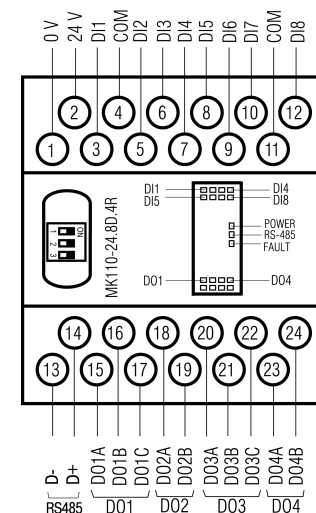 0 V 24 V DI1 COM DI2 DI3 DI4 DI5 DI6 DI7 COM DI8
2 4 6 8 10 12
1 3 5 7 9 11
ON
1 2 3
MK110-24.8D.4R
DI1 DI4
DI5 DI8
POWER
RS-485
FAULT
DO1 DO4
14 16 18 20 22 24
13 15 17 19 21 23
D- D+ DO1A DO1B DO1C DO2A DO2B DO3A DO3B DO3C DO4A DO4B
RS485 DO1 DO2 DO3 DO4